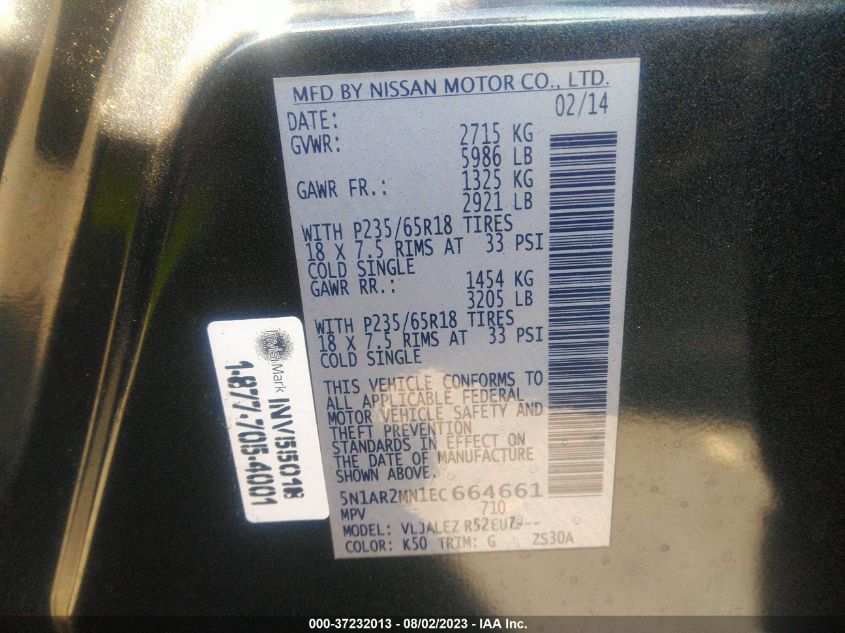 MFD BY NISSAN MOTOR CO., LTD.
DATE: 02/14
GVWR: 2715 KG
5986 LB
GAWR FR.: 1325 KG
2921 LB
WITH P235/65R18 TIRES
18 X 7.5 RIMS AT 33 PSI
COLD SINGLE
GAWR RR.: 1454 KG
3205 LB
WITH P235/65R18 TIRES
18 X 7.5 RIMS AT 33 PSI
COLD SINGLE
THIS VEHICLE CONFORMS TO
ALL APPLICABLE FEDERAL
MOTOR VEHICLE SAFETY AND
THEFT PREVENTION
STANDARDS IN EFFECT ON
THE DATE OF MANUFACTURE
SHOWN ABOVE.
5N1AR2MN1EC664661
MPV 710
MODEL: VLJALEZ R52EUZ---
COLOR: K50 TRIM: G ZS30A
Mark
INV515018
1-877-705-4001
000-37232013 - 08/02/2023 - IAA Inc.